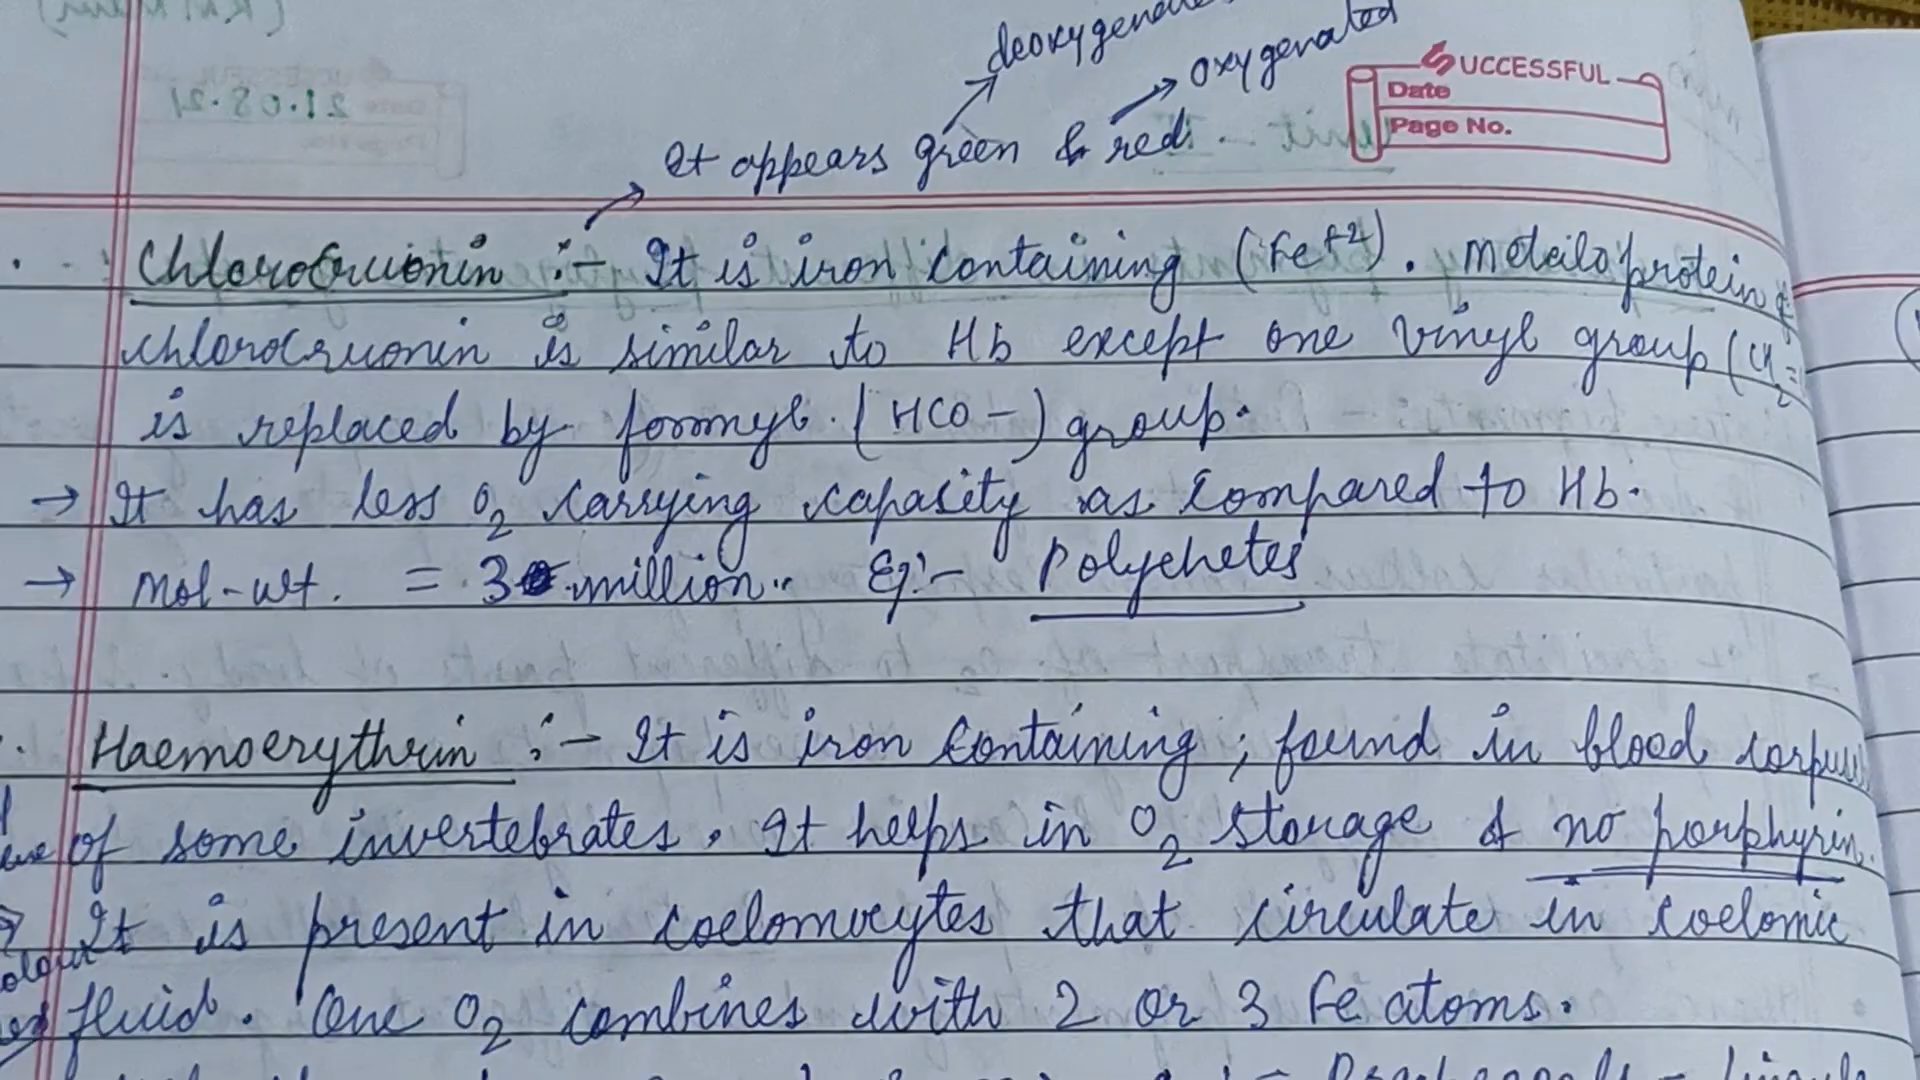 deoxygenated
oxygenated
SUCCESSFUL
Date
Page No.
It appears green & red.
Chlorocruonin :- It is iron containing (Fe+2). Metalloprotein
chlorocruonin is similar to Hb except one vinyl group (CH2=
is replaced by formyl. (HCO-) group.
→ It has less O2 carrying capacity as compared to Hb.
→ Mol-wt. = 3 million. Eg:- Polychetes
Haemoerythrin :- It is iron containing, found in blood
of some invertebrates. It helps in O2 storage & no porphyrin.
It is present in coelomocytes that circulate in coelomic
fluid. One O2 combines with 2 or 3 Fe atoms.